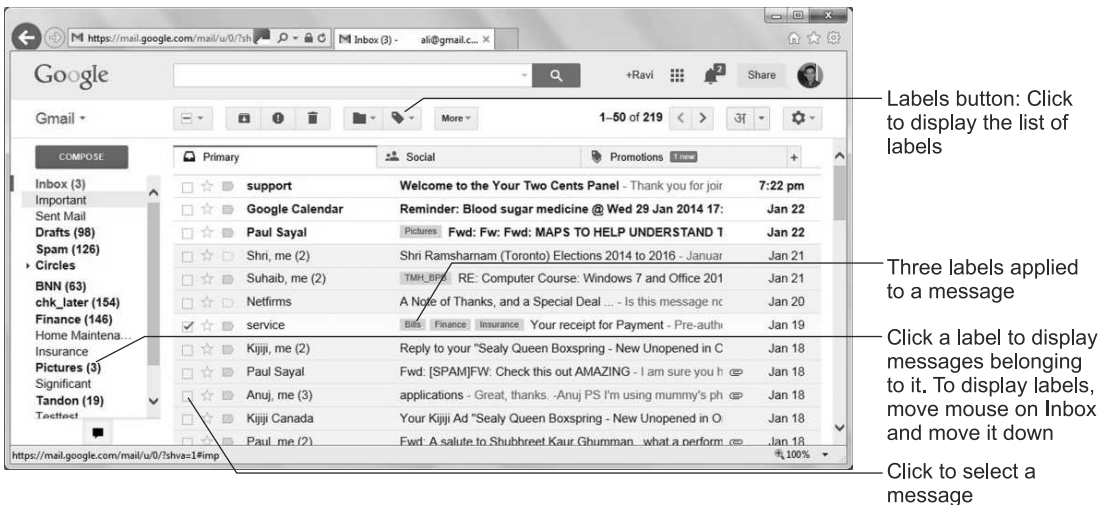 https://mail.google.com/mail/u/0/?sh
Inbox (3) - ali@gmail.c... ×
Google
+Ravi
2
Share
Gmail
More
1–50 of 219
अ
COMPOSE
Primary
Social
Promotions 1 new
+
Inbox (3)
Important
Sent Mail
Drafts (98)
Spam (126)
Circles
BNN (63)
chk_later (154)
Finance (146)
Home Maintena...
Insurance
Pictures (3)
Significant
Tandon (19)
Testtest
support Welcome to the Your Two Cents Panel - Thank you for join 7:22 pm
Google Calendar Reminder: Blood sugar medicine @ Wed 29 Jan 2014 17: Jan 22
Paul Sayal Pictures Fwd: Fw: Fwd: MAPS TO HELP UNDERSTAND T Jan 22
Shri, me (2) Shri Ramsharnam (Toronto) Elections 2014 to 2016 - Januar Jan 21
Suhaib, me (2) TMH_BPB RE: Computer Course: Windows 7 and Office 201 Jan 21
Netfirms A Note of Thanks, and a Special Deal ... - Is this message no Jan 20
service Bills Finance Insurance Your receipt for Payment - Pre-auth Jan 19
Kijiji, me (2) Reply to your "Sealy Queen Boxspring - New Unopened in C Jan 18
Paul Sayal Fwd: [SPAM]FW: Check this out AMAZING - I am sure you h Jan 18
Anuj, me (3) applications - Great, thanks. -Anuj PS I'm using mummy's ph Jan 18
Kijiji Canada Your Kijiji Ad "Sealy Queen Boxspring - New Unopened in O Jan 18
Paul, me (2) Fwd: A salute to Shubhreet Kaur Ghumman what a perform Jan 18
https://mail.google.com/mail/u/0/?shva=1#imp
100%
Labels button: Click
to display the list of
labels
Three labels applied
to a message
Click a label to display
messages belonging
to it. To display labels,
move mouse on Inbox
and move it down
Click to select a
message